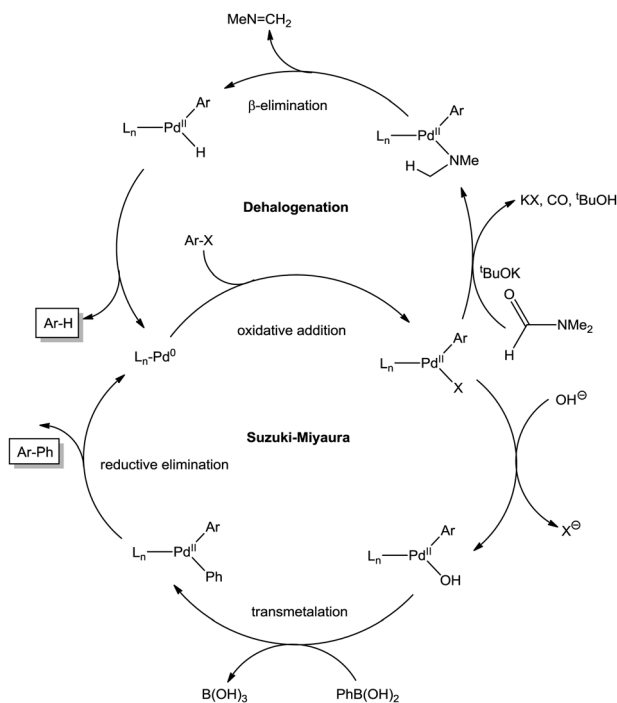 MeN=CH2
β-elimination
Ar
Ln
PdII
H
Ar
Ln
PdII
NMe
H
Dehalogenation
KX, CO, tBuOH
Ar-X
tBuOK
O
NMe2
H
Ar-H
oxidative addition
Ln-Pd0
Ar
Ln
PdII
X
OH⊖
Suzuki-Miyaura
Ar-Ph
reductive elimination
X⊖
Ar
Ln
PdII
Ph
Ar
Ln
PdII
OH
transmetalation
B(OH)3
PhB(OH)2